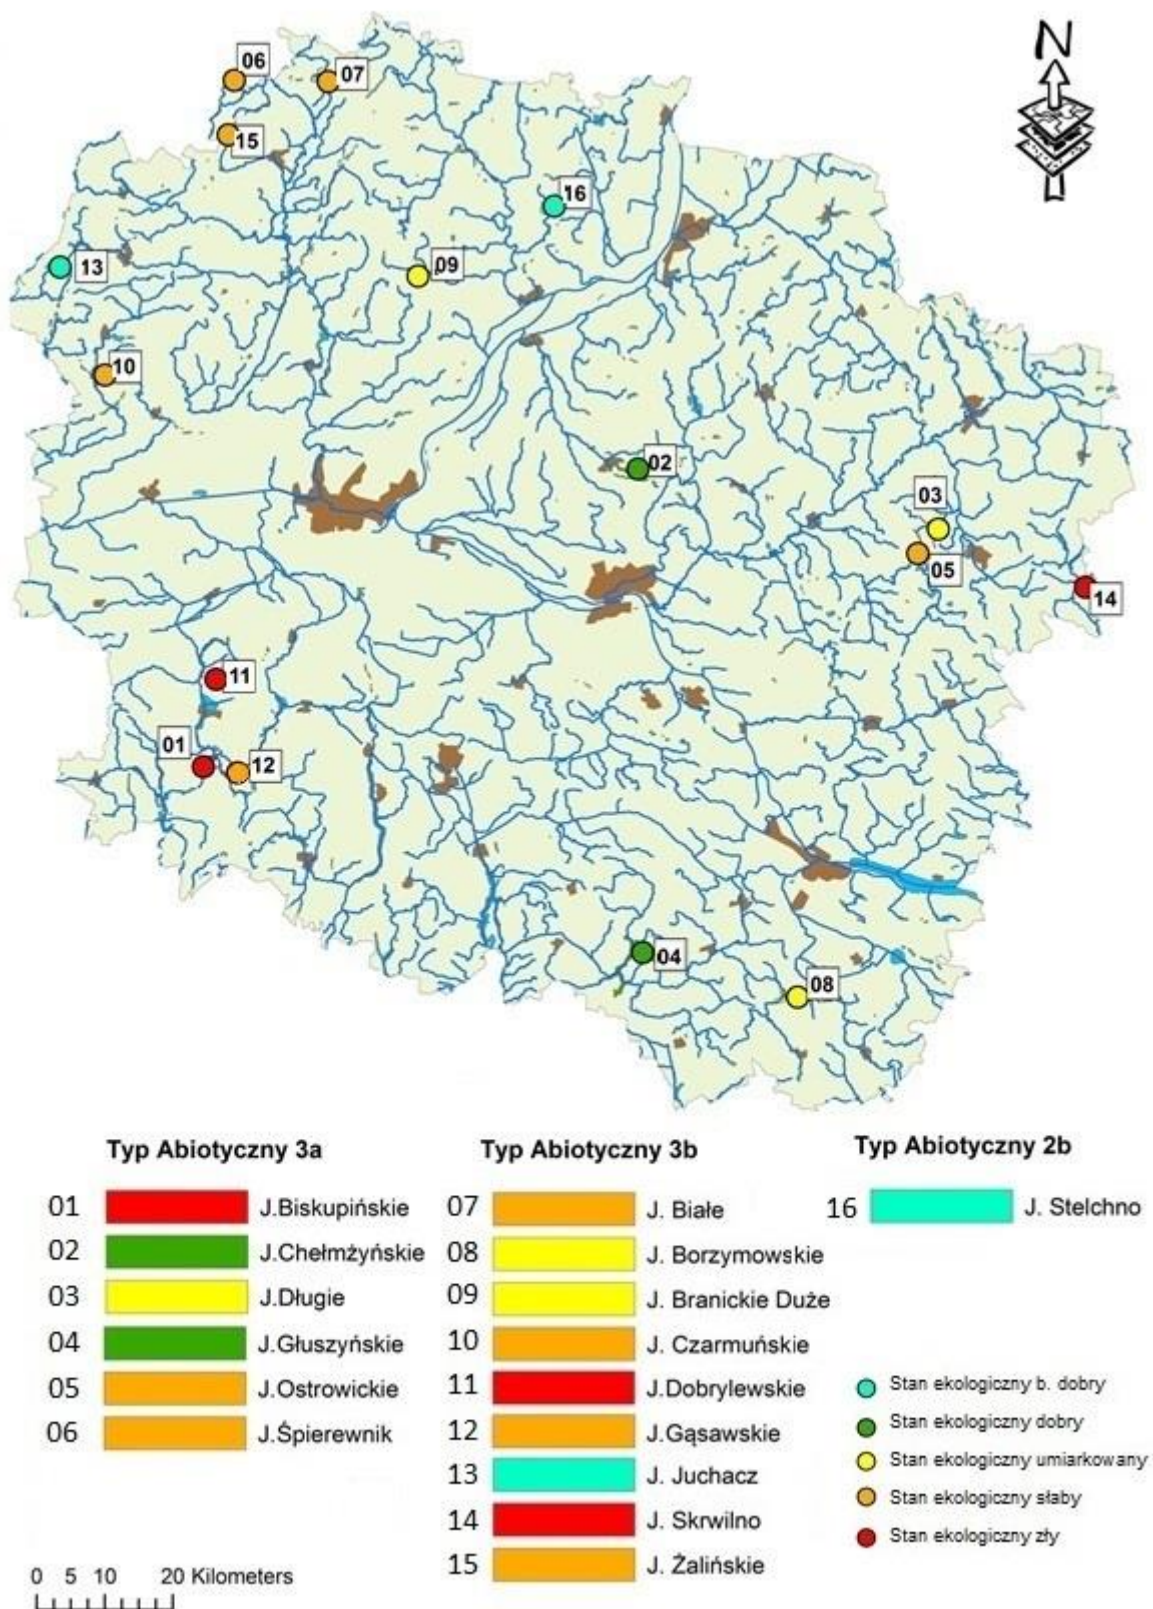 N
06
07
15
16
13
09
10
02
03
05
14
11
01
12
04
08
Typ Abiotyczny 3a
01 J.Biskupińskie
02 J.Chełmżyńskie
03 J.Długie
04 J.Głuszyńskie
05 J.Ostrowickie
06 J.Śpierewnik
Typ Abiotyczny 3b
07 J. Białe
08 J. Borzymowskie
09 J. Branickie Duże
10 J. Czarmuńskie
11 J.Dobrylewskie
12 J.Gąsawskie
13 J. Juchacz
14 J. Skrwilno
15 J. Żalińskie
Typ Abiotyczny 2b
16 J. Stelchno
Stan ekologiczny b. dobry
Stan ekologiczny dobry
Stan ekologiczny umiarkowany
Stan ekologiczny słaby
Stan ekologiczny zły
0 5 10 20 Kilometers